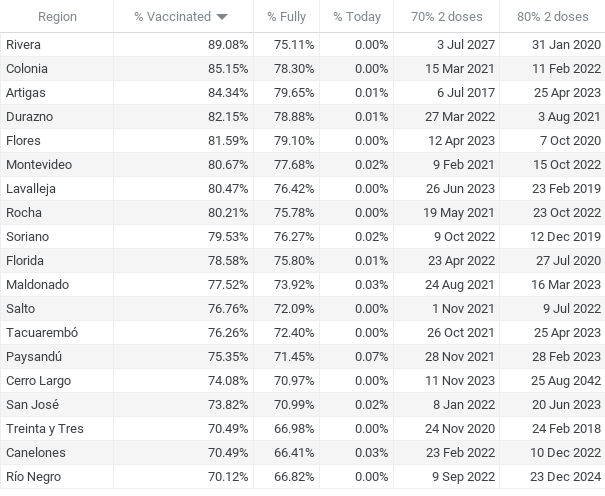 Region % Vaccinated % Fully % Today 70% 2 doses 80% 2 doses
Rivera 89.08% 75.11% 0.00% 3 Jul 2027 31 Jan 2020
Colonia 85.15% 78.30% 0.00% 15 Mar 2021 11 Feb 2022
Artigas 84.34% 79.65% 0.01% 6 Jul 2017 25 Apr 2023
Durazno 82.15% 78.88% 0.01% 27 Mar 2022 3 Aug 2021
Flores 81.59% 79.10% 0.00% 12 Apr 2023 7 Oct 2020
Montevideo 80.67% 77.68% 0.02% 9 Feb 2021 15 Oct 2022
Lavalleja 80.47% 76.42% 0.00% 26 Jun 2023 23 Feb 2019
Rocha 80.21% 75.78% 0.00% 19 May 2021 23 Oct 2022
Soriano 79.53% 76.27% 0.02% 9 Oct 2022 12 Dec 2019
Florida 78.58% 75.80% 0.01% 23 Apr 2022 27 Jul 2020
Maldonado 77.52% 73.92% 0.03% 24 Aug 2021 16 Mar 2023
Salto 76.76% 72.09% 0.00% 1 Nov 2021 9 Jul 2022
Tacuarembó 76.26% 72.40% 0.00% 26 Oct 2021 25 Apr 2023
Paysandú 75.35% 71.45% 0.07% 28 Nov 2021 28 Feb 2023
Cerro Largo 74.08% 70.97% 0.00% 11 Nov 2023 25 Aug 2042
San José 73.82% 70.99% 0.02% 8 Jan 2022 20 Jun 2023
Treinta y Tres 70.49% 66.98% 0.00% 24 Nov 2020 24 Feb 2018
Canelones 70.49% 66.41% 0.03% 23 Feb 2022 10 Dec 2022
Río Negro 70.12% 66.82% 0.00% 9 Sep 2022 23 Dec 2024